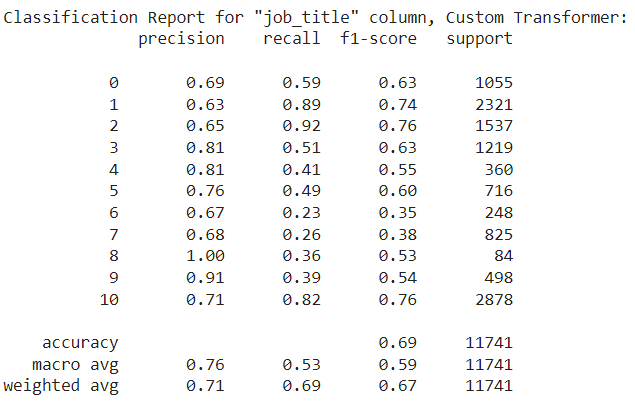 Classification Report for "job_title" column, Custom Transformer:
precision recall f1-score support
0 0.69 0.59 0.63 1055
1 0.63 0.89 0.74 2321
2 0.65 0.92 0.76 1537
3 0.81 0.51 0.63 1219
4 0.81 0.41 0.55 360
5 0.76 0.49 0.60 716
6 0.67 0.23 0.35 248
7 0.68 0.26 0.38 825
8 1.00 0.36 0.53 84
9 0.91 0.39 0.54 498
10 0.71 0.82 0.76 2878
accuracy 0.69 11741
macro avg 0.76 0.53 0.59 11741
weighted avg 0.71 0.69 0.67 11741